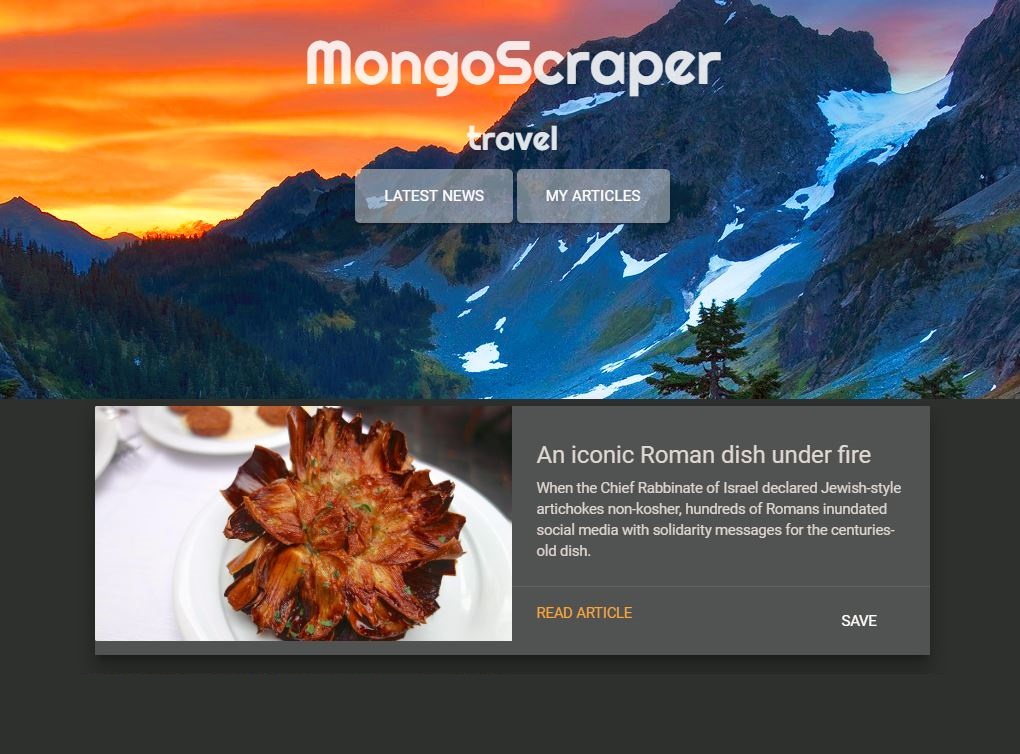 MongoScraper
travel
LATEST NEWS
MY ARTICLES
An iconic Roman dish under fire
When the Chief Rabbinate of Israel declared Jewish-style
artichokes non-kosher, hundreds of Romans inundated
social media with solidarity messages for the centuries-
old dish.
READ ARTICLE
SAVE